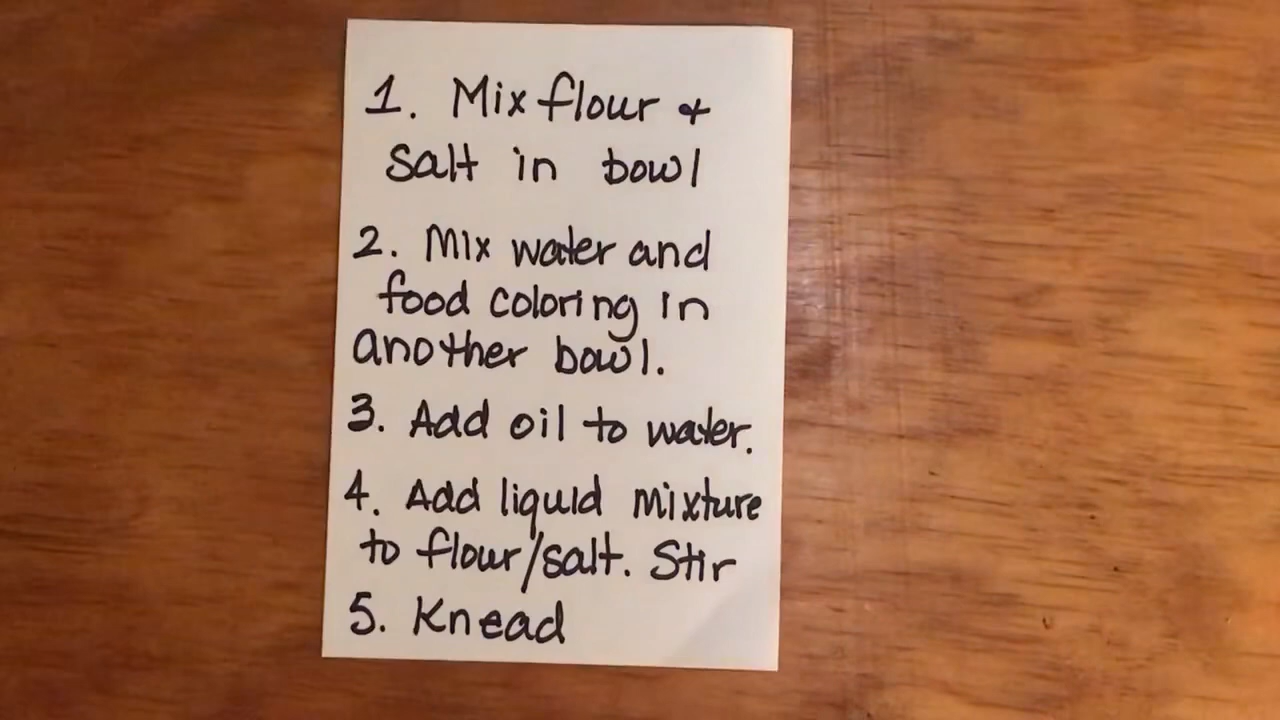 1. Mix flour +
salt in bowl
2. Mix water and
food coloring in
another bowl.
3. Add oil to water.
4. Add liquid mixture
to flour/salt. Stir
5. Knead